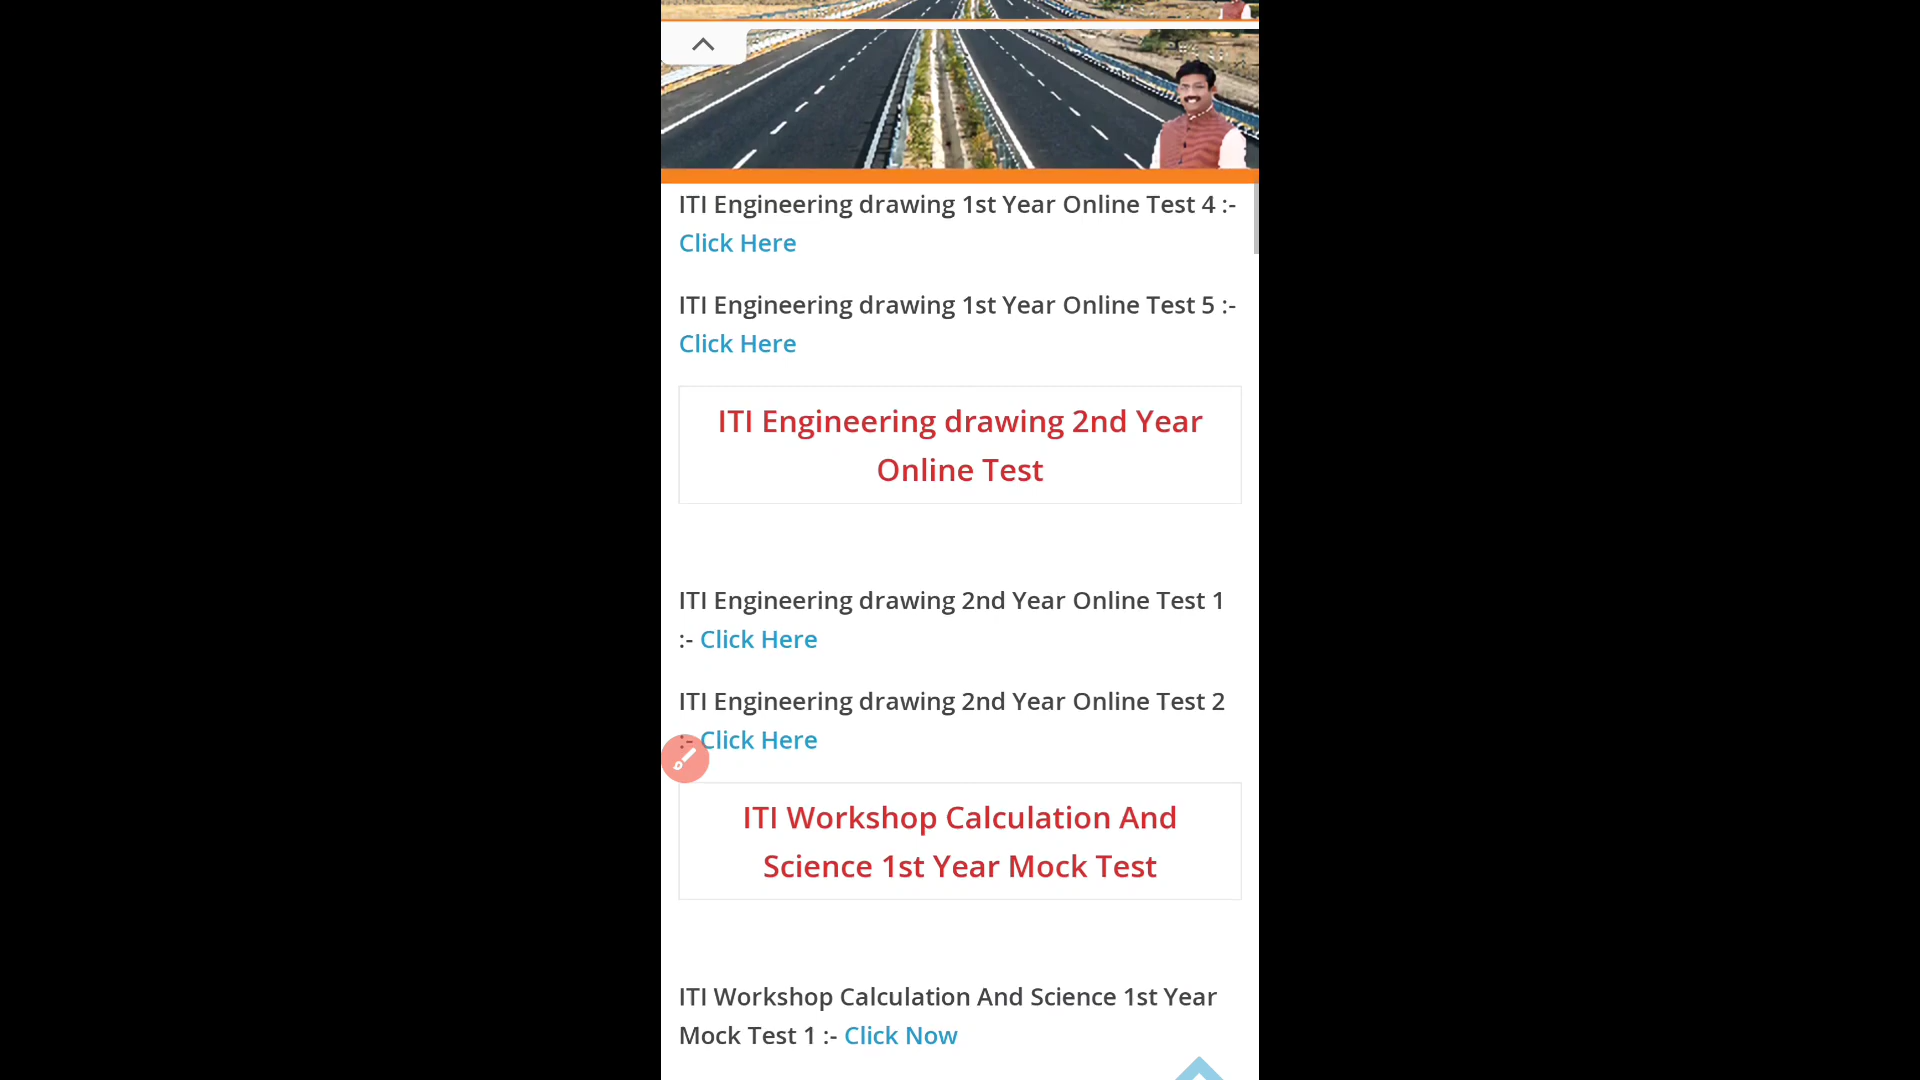 ITI Engineering drawing 1st Year Online Test 4 :-
Click Here
ITI Engineering drawing 1st Year Online Test 5 :-
Click Here
ITI Engineering drawing 2nd Year
Online Test
ITI Engineering drawing 2nd Year Online Test 1
:- Click Here
ITI Engineering drawing 2nd Year Online Test 2
:- Click Here
ITI Workshop Calculation And
Science 1st Year Mock Test
ITI Workshop Calculation And Science 1st Year
Mock Test 1 :- Click Now